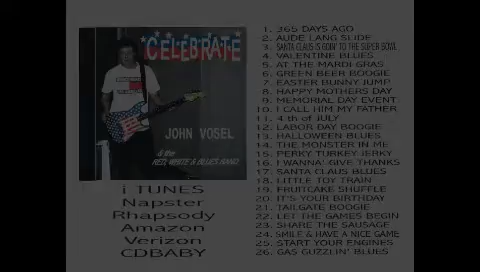 CELEBRATE
JOHN VOSEL
& the
RED, WHITE & BLUES BAND
i TUNES
Napster
Rhapsody
Amazon
Verizon
CDBABY
1. 365 DAYS AGO
2. AUDE LANG SLIDE
3. SANTA CLAUS IS GOIN' TO THE SUPER BOWL
4. VALENTINE BLUES
5. AT THE MARDI GRAS
6. GREEN BEER BOOGIE
7. EASTER BUNNY JUMP
8. HAPPY MOTHERS DAY
9. MEMORIAL DAY EVENT
10. I CALL HIM MY FATHER
11. 4 th of JULY
12. LABOR DAY BOOGIE
13. HALLOWEEN BLUES
14. THE MONSTER IN ME
15. PERKY TURKEY JERKY
16. I WANNA' GIVE THANKS
17. SANTA CLAUS BLUES
18. LITTLE TOY TRAIN
19. FRUITCAKE SHUFFLE
20. IT'S YOUR BIRTHDAY
21. TAILGATE BOOGIE
22. LET THE GAMES BEGIN
23. SHARE THE SAUSAGE
24. SMILE & HAVE A NICE GAME
25. START YOUR ENGINES
26. GAS GUZZLIN' BLUES